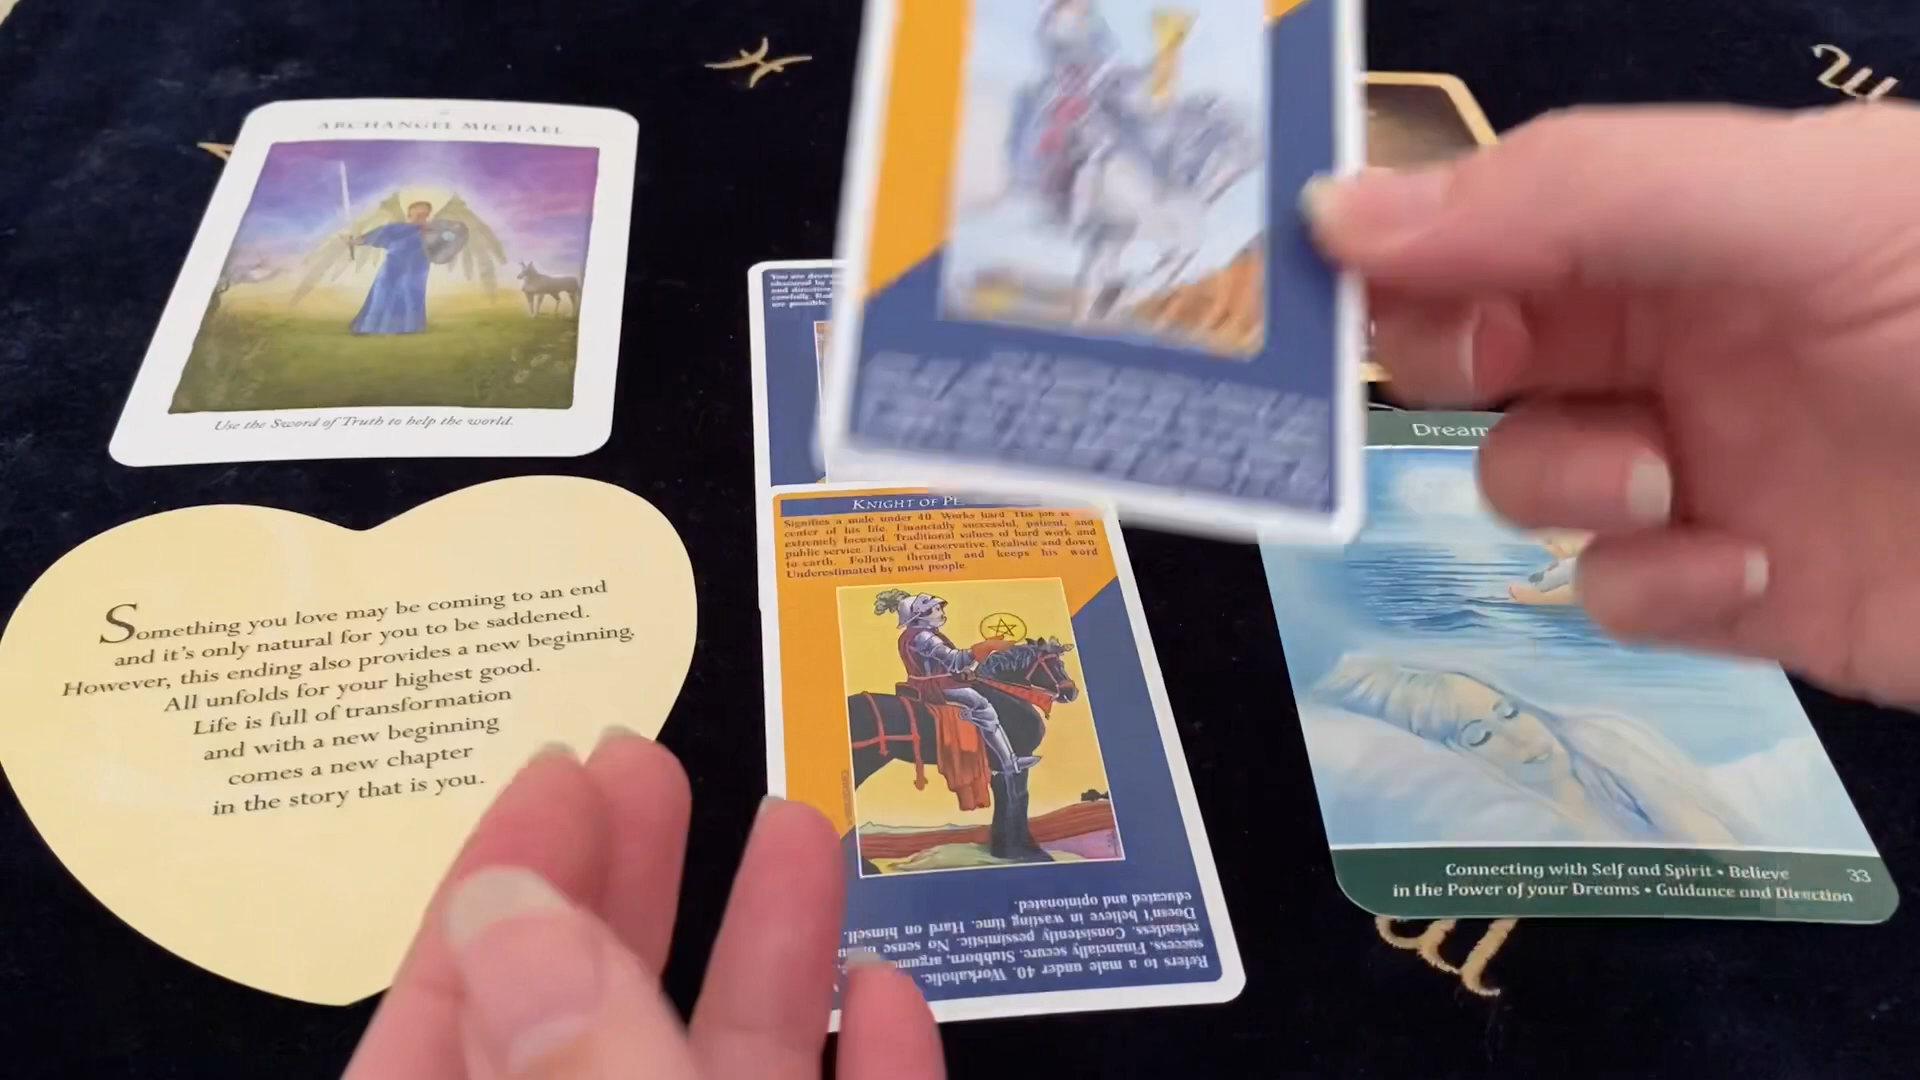 ARCHANGEL MICHAEL
Use the Sword of Truth to help the world.
Something you love may be coming to an end
and it's only natural for you to be saddened.
However, this ending also provides a new beginning.
All unfolds for your highest good.
Life is full of transformation
and with a new beginning
comes a new chapter
in the story that is you.
You are
and direction
carefully.
are possible.
KNIGHT OF PE
Signifies a male under 40. Works hard. His job is
center of his life. Financially successful, patient, and
extremely focused. Traditional values of hard work and
public service. Ethical. Conservative. Realistic and down
to earth. Follows through and keeps his word
Underestimated by most people.
Refers to a male under 40. Workaholic.
success. Financially secure. Stubborn,
relentless. Consistently pessimistic. No sense
Doesn't believe in wasting time. Hard on himself.
educated and opinionated.
Dream
Connecting with Self and Spirit • Believe
in the Power of your Dreams • Guidance and Direction
33